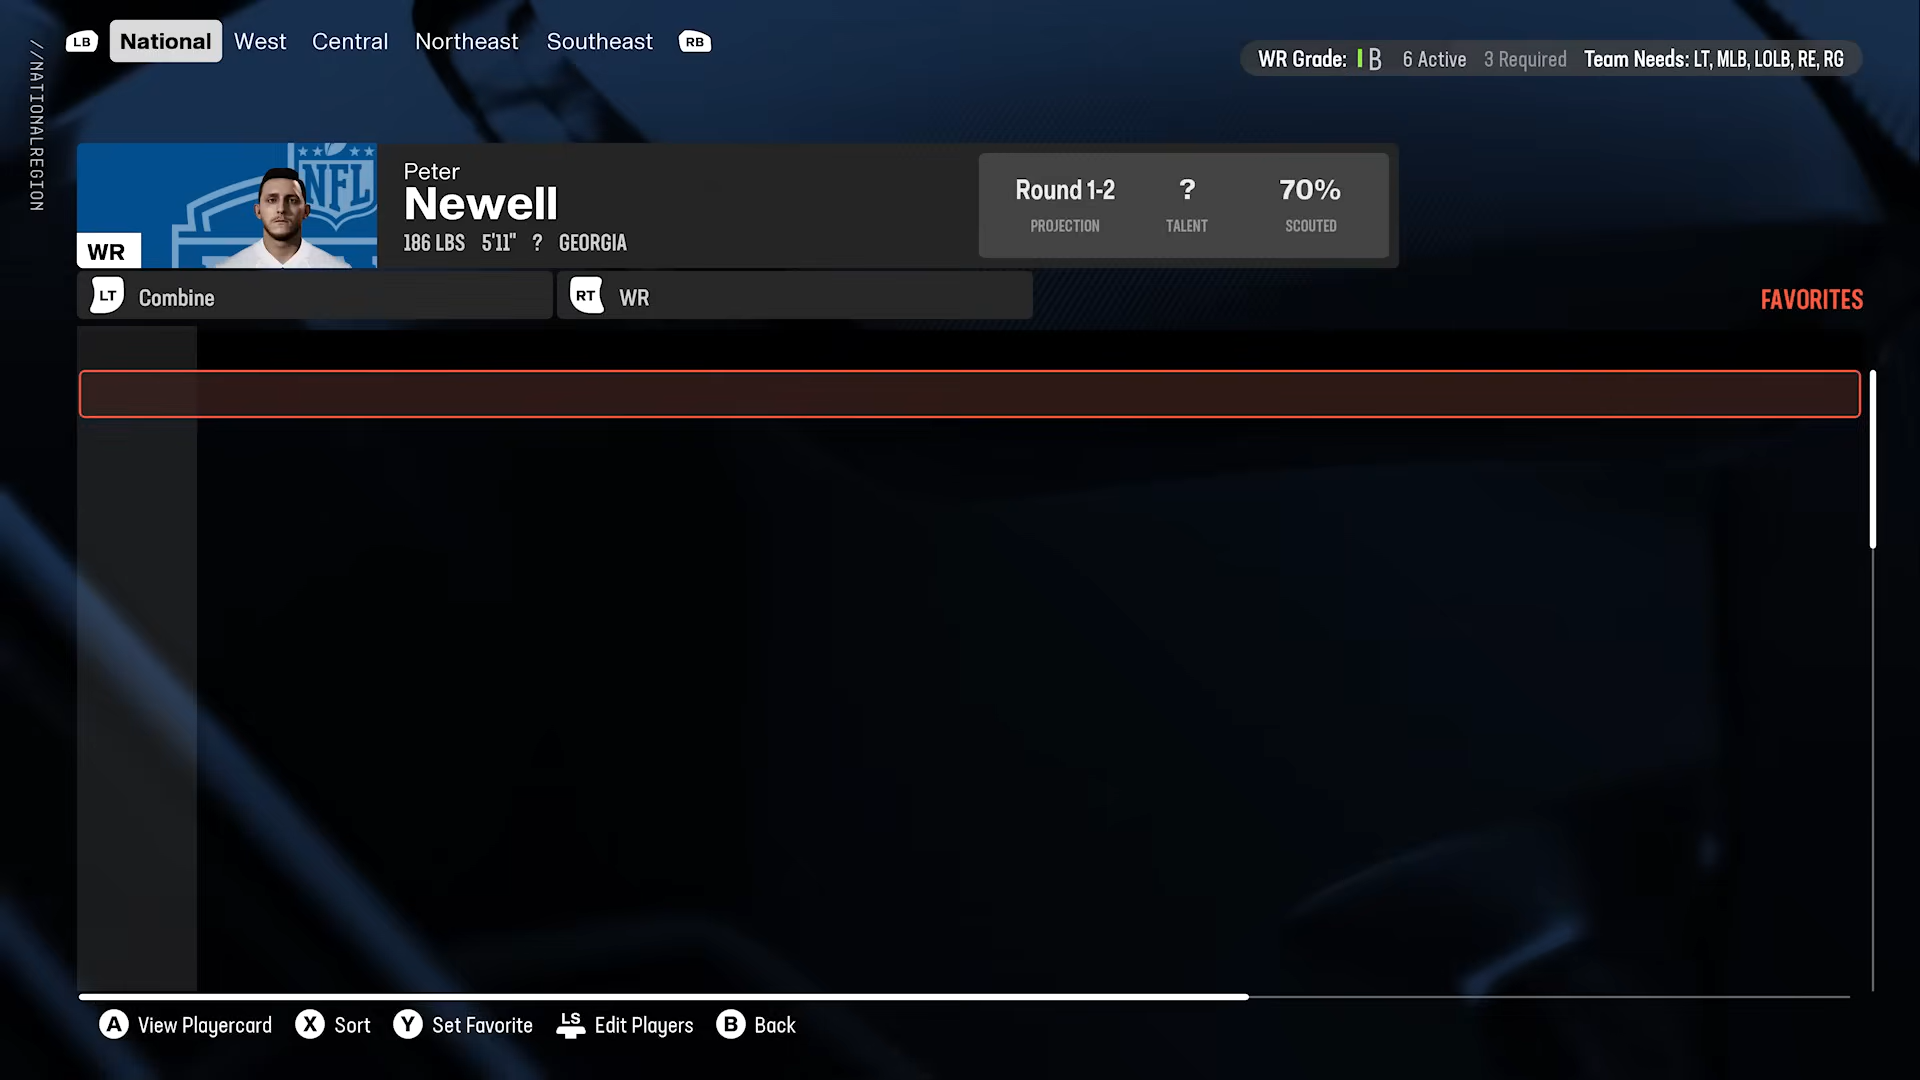 LB National West Central Northeast Southeast RB
WR Grade: B 6 Active 3 Required Team Needs: LT, MLB, LOLB, RE, RG
//NATIONALREGION
NFL
WR
Peter
Newell
186 LBS 5'11" ? GEORGIA
Round 1-2 ? 70%
PROJECTION TALENT SCOUTED
LT Combine
RT WR
FAVORITES
A View Playercard X Sort Y Set Favorite LS Edit Players B Back